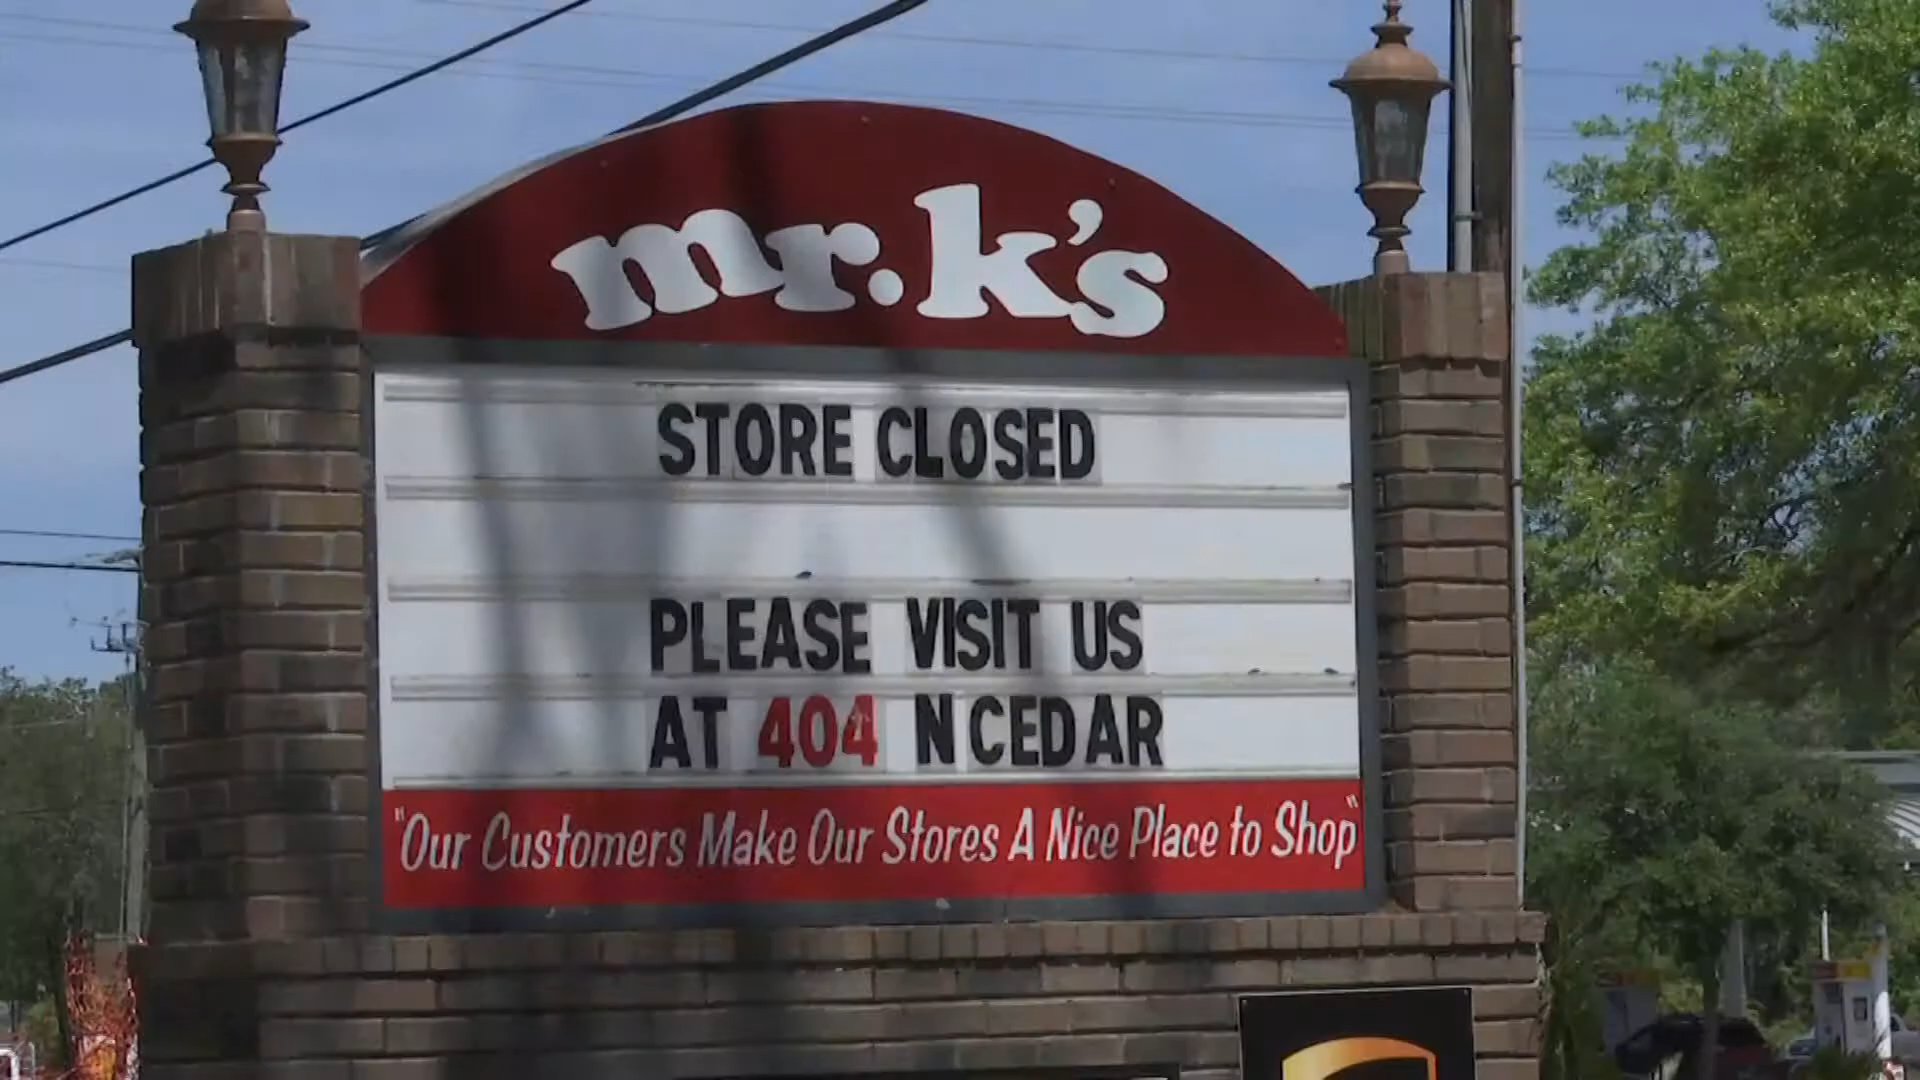 mr.k's
STORE CLOSED
PLEASE VISIT US
AT 404 N CEDAR
"Our Customers Make Our Stores A Nice Place to Shop"